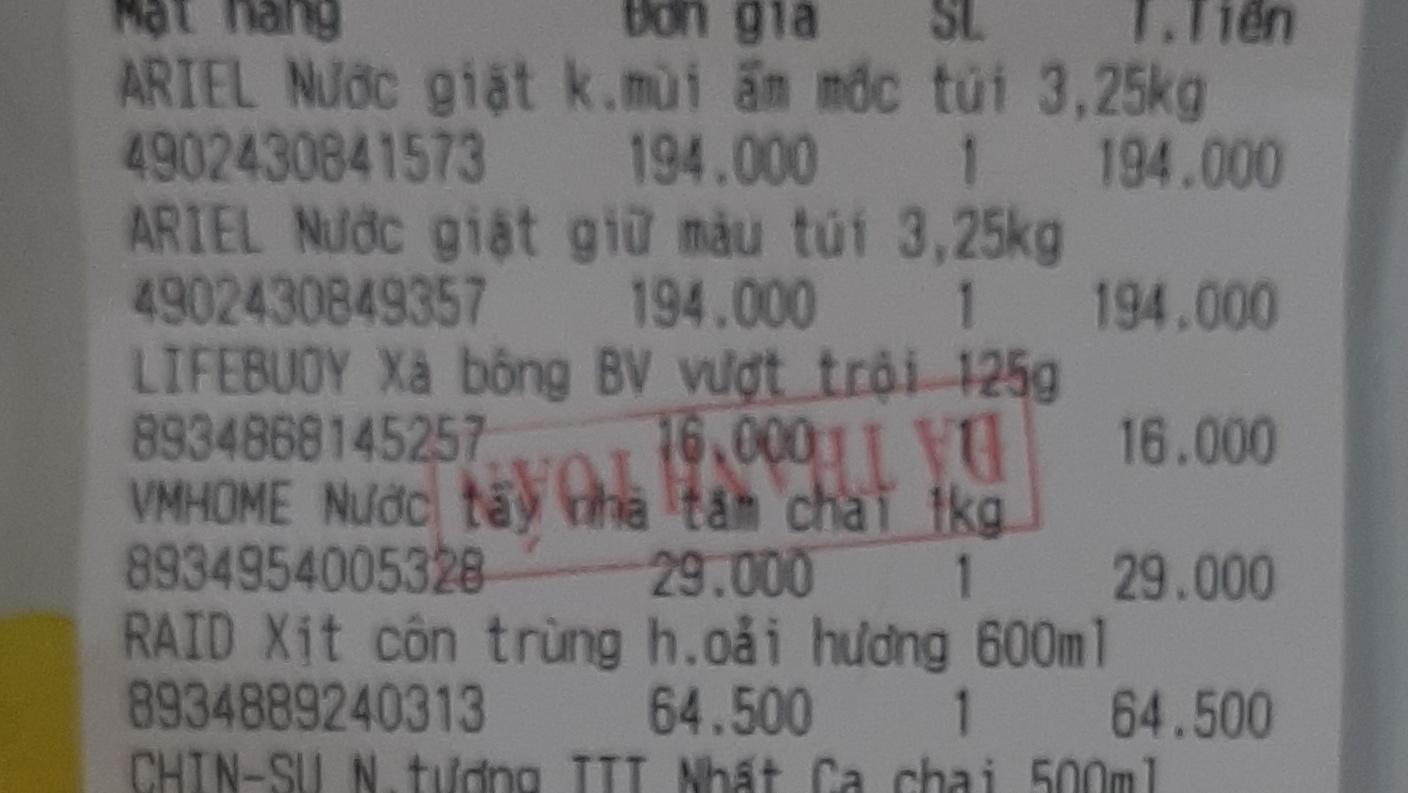 Mặt hàng Đơn giá SL T.Tiền
ARIEL Nước giặt k.mùi ẩm mốc túi 3,25kg
4902430841573 194.000 1 194.000
ARIEL Nước giặt giữ màu túi 3,25kg
4902430849357 194.000 1 194.000
LIFEBUOY Xà bông BV vượt trội 125g
8934868145257 16.000 1 16.000
ĐÃ THANH TOÁN
VMHOME Nước tẩy nhà tắm chai 1kg
8934954005328 29.000 1 29.000
RAID Xịt côn trùng h.oải hương 600ml
8934889240313 64.500 1 64.500
CHIN-SU N.tương TTT Nhất Ca chai 500ml